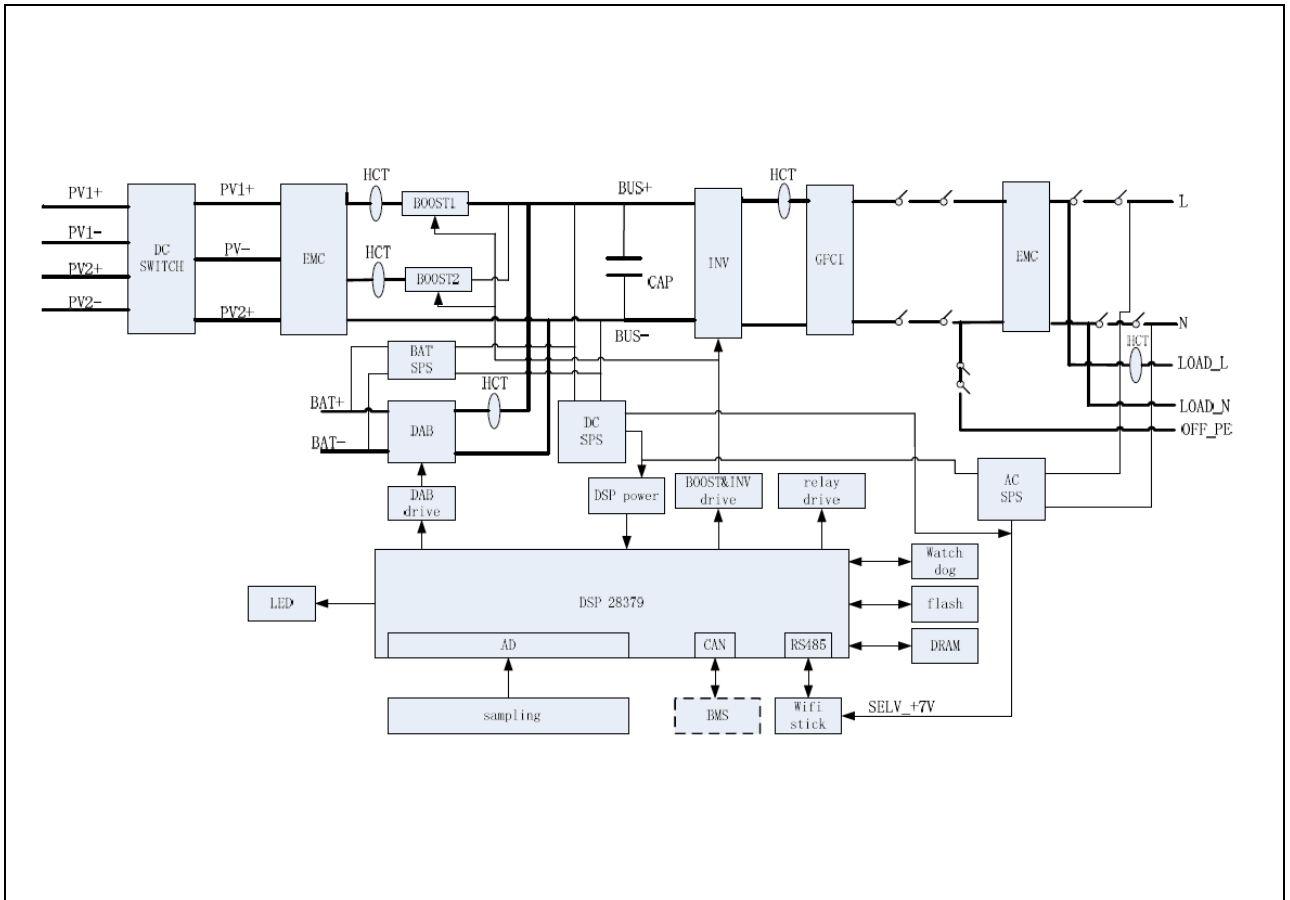 HCT
HCT
PV1+
PV1+
BUS+
BOOST1
L
PV1-
DC
SWITCH
PV-
EMC
HCT
INV
GFCI
EMC
PV2+
BOOST2
CAP
PV2-
PV2+
BUS-
N
HCT
BAT
SPS
LOAD_L
HCT
BAT+
LOAD_N
DAB
DC
SPS
OFF_PE
BAT-
DAB
drive
DSP power
BOOST&INV
drive
relay
drive
AC
SPS
Watch
dog
LED
DSP 28379
flash
AD
CAN
RS485
DRAM
sampling
BMS
Wifi
stick
SELV_+7V